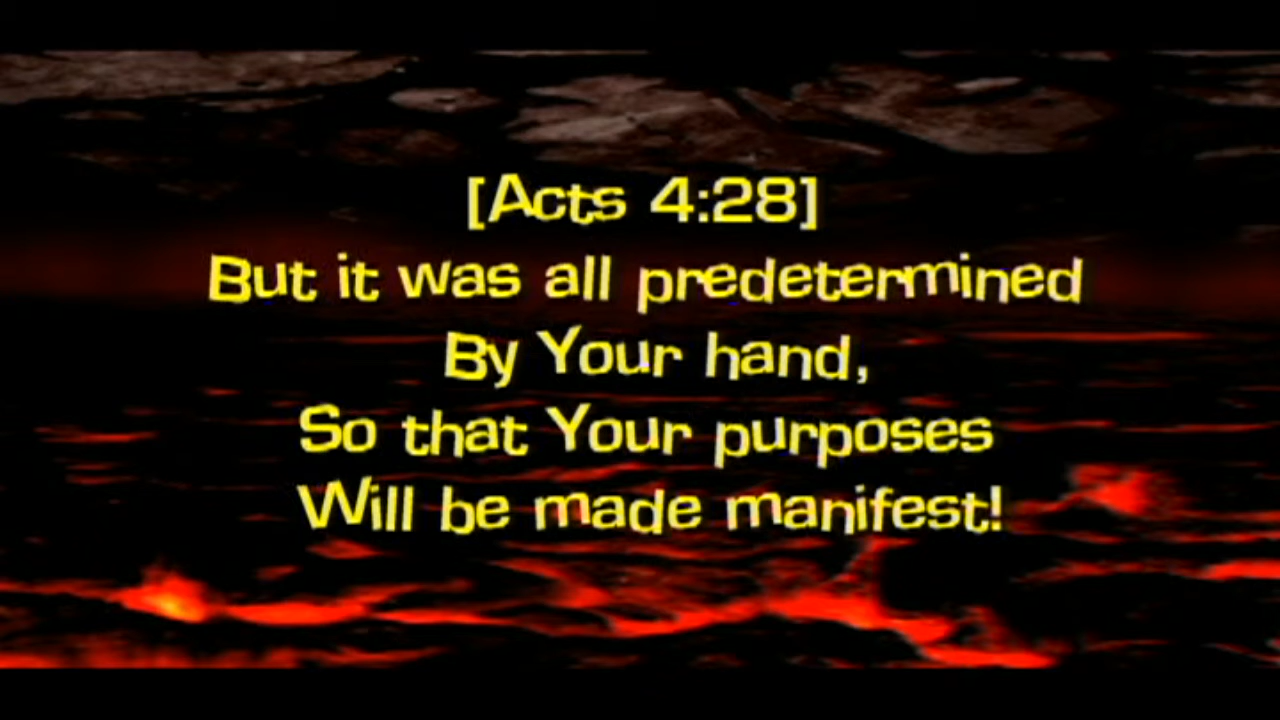 [Acts 4:28]
But it was all predetermined
By Your hand,
So that Your purposes
Will be made manifest!